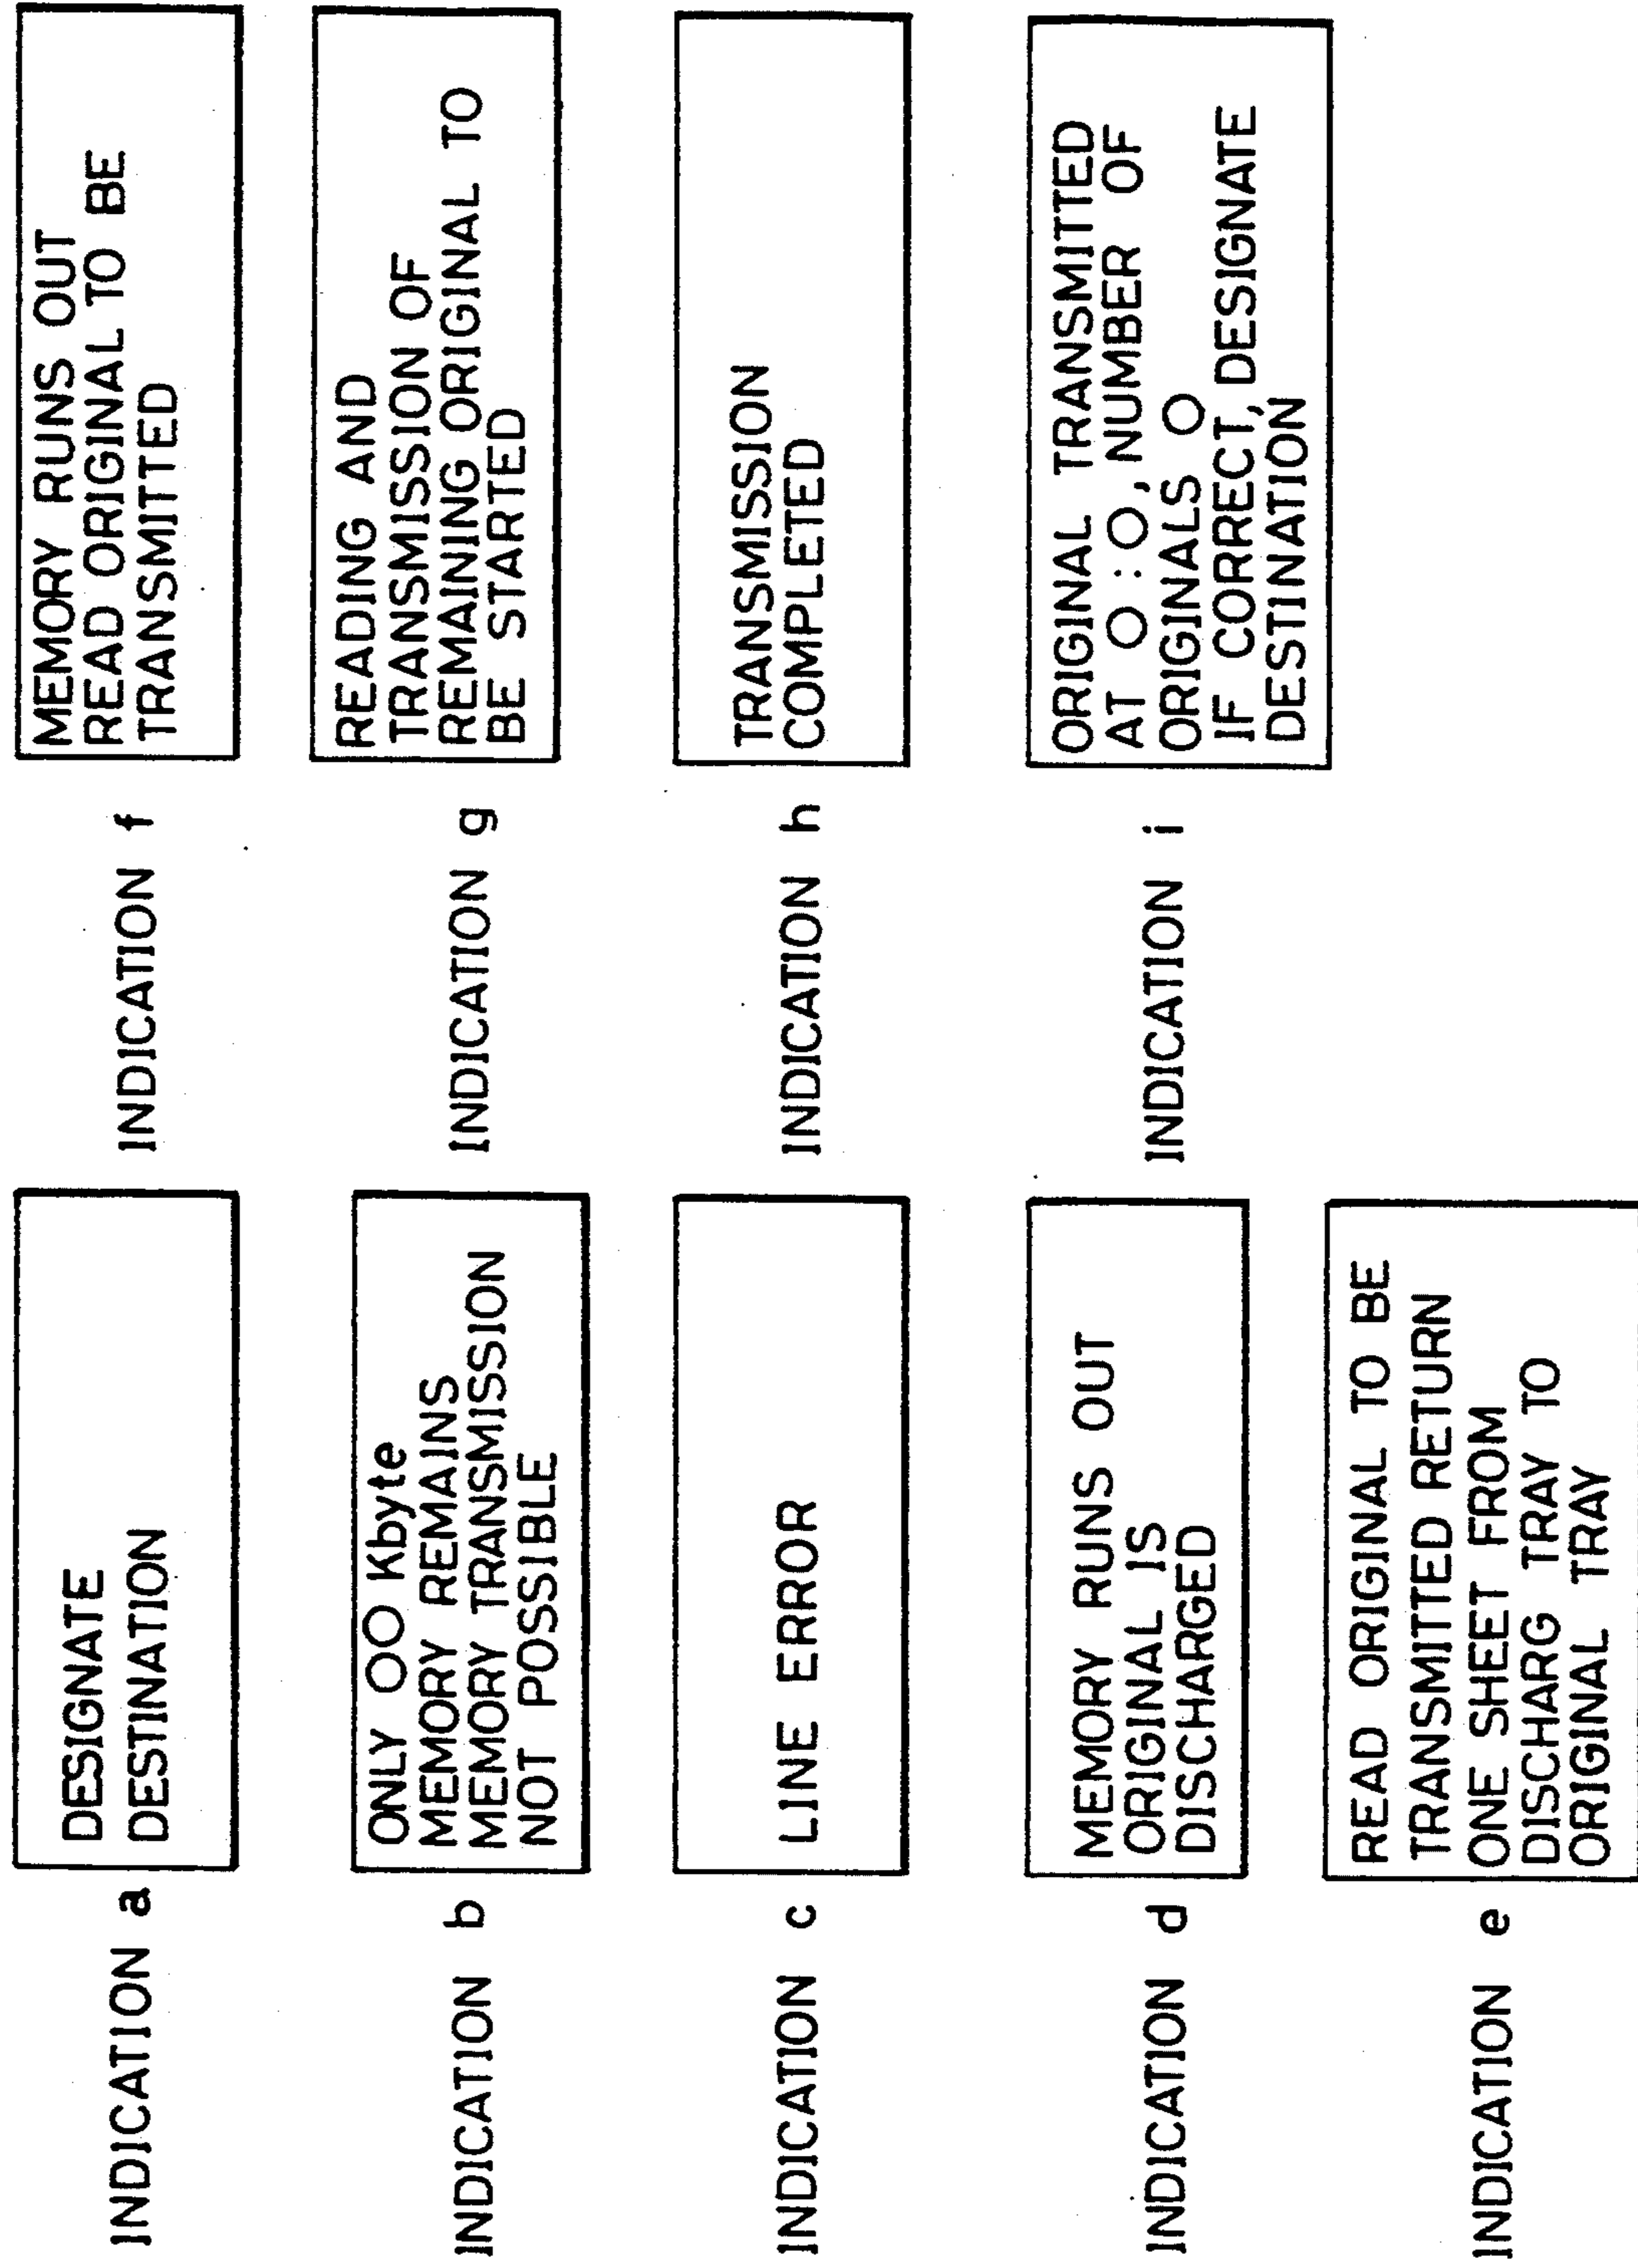 INDICATION a
DESIGNATE
DESTINATION
INDICATION b
ONLY ○○ Kbyte
MEMORY REMAINS
MEMORY TRANSMISSION
NOT POSSIBLE
INDICATION c
LINE ERROR
INDICATION d
MEMORY RUNS OUT
ORIGINAL IS
DISCHARGED
INDICATION e
READ ORIGINAL TO BE
TRANSMITTED RETURN
ONE SHEET FROM
DISCHARG TRAY TO
ORIGINAL TRAY
INDICATION f
MEMORY RUNS OUT
READ ORIGINAL TO BE
TRANSMITTED
INDICATION g
READING AND
TRANSMISSION OF
REMAINING ORIGINAL TO
BE STARTED
INDICATION h
TRANSMISSION
COMPLETED
INDICATION i
ORIGINAL TRANSMITTED
AT ○:○, NUMBER OF
ORIGINALS ○
IF CORRECT, DESIGNATE
DESTINATION